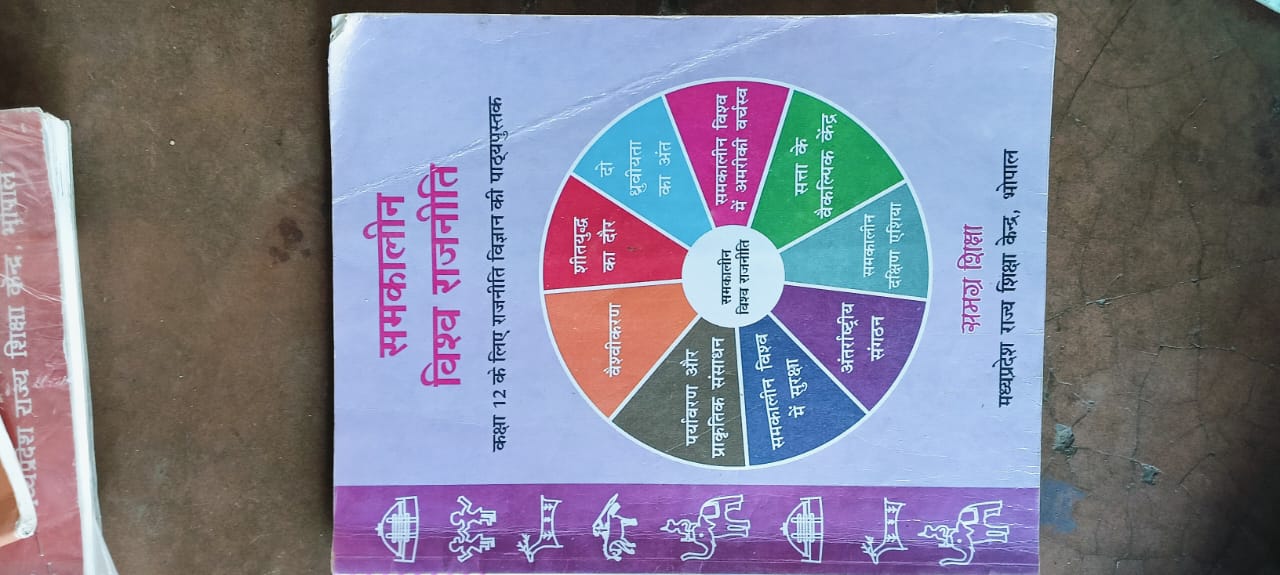 मध्यप्रदेश राज्य शिक्षा केन्द्र, भोपाल
समकालीन
विश्व राजनीति
कक्षा 12 के लिए राजनीति विज्ञान की पाठ्यपुस्तक
शीतयुद्ध
का दौर
दो
ध्रुवीयता
का अंत
समकालीन विश्व
में अमरीकी वर्चस्व
सत्ता के
वैकल्पिक केंद्र
समकालीन
दक्षिण एशिया
अंतर्राष्ट्रीय
संगठन
समकालीन विश्व
में सुरक्षा
पर्यावरण और
प्राकृतिक संसाधन
वैश्वीकरण
समकालीन
विश्व राजनीति
समग्र शिक्षा
मध्यप्रदेश राज्य शिक्षा केन्द्र, भोपाल